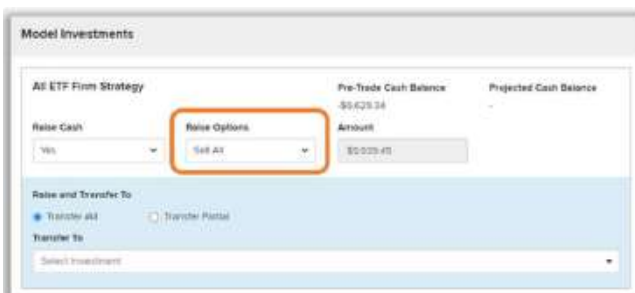 Model Investments
All ETF Firm Strategy
Pre-Trade Cash Balance
Projected Cash Balance
-
Raise Cash
Raise Options
Amount
Yes
Sell All
Raise and Transfer To
Transfer All
Transfer Partial
Transfer To
Select Investment